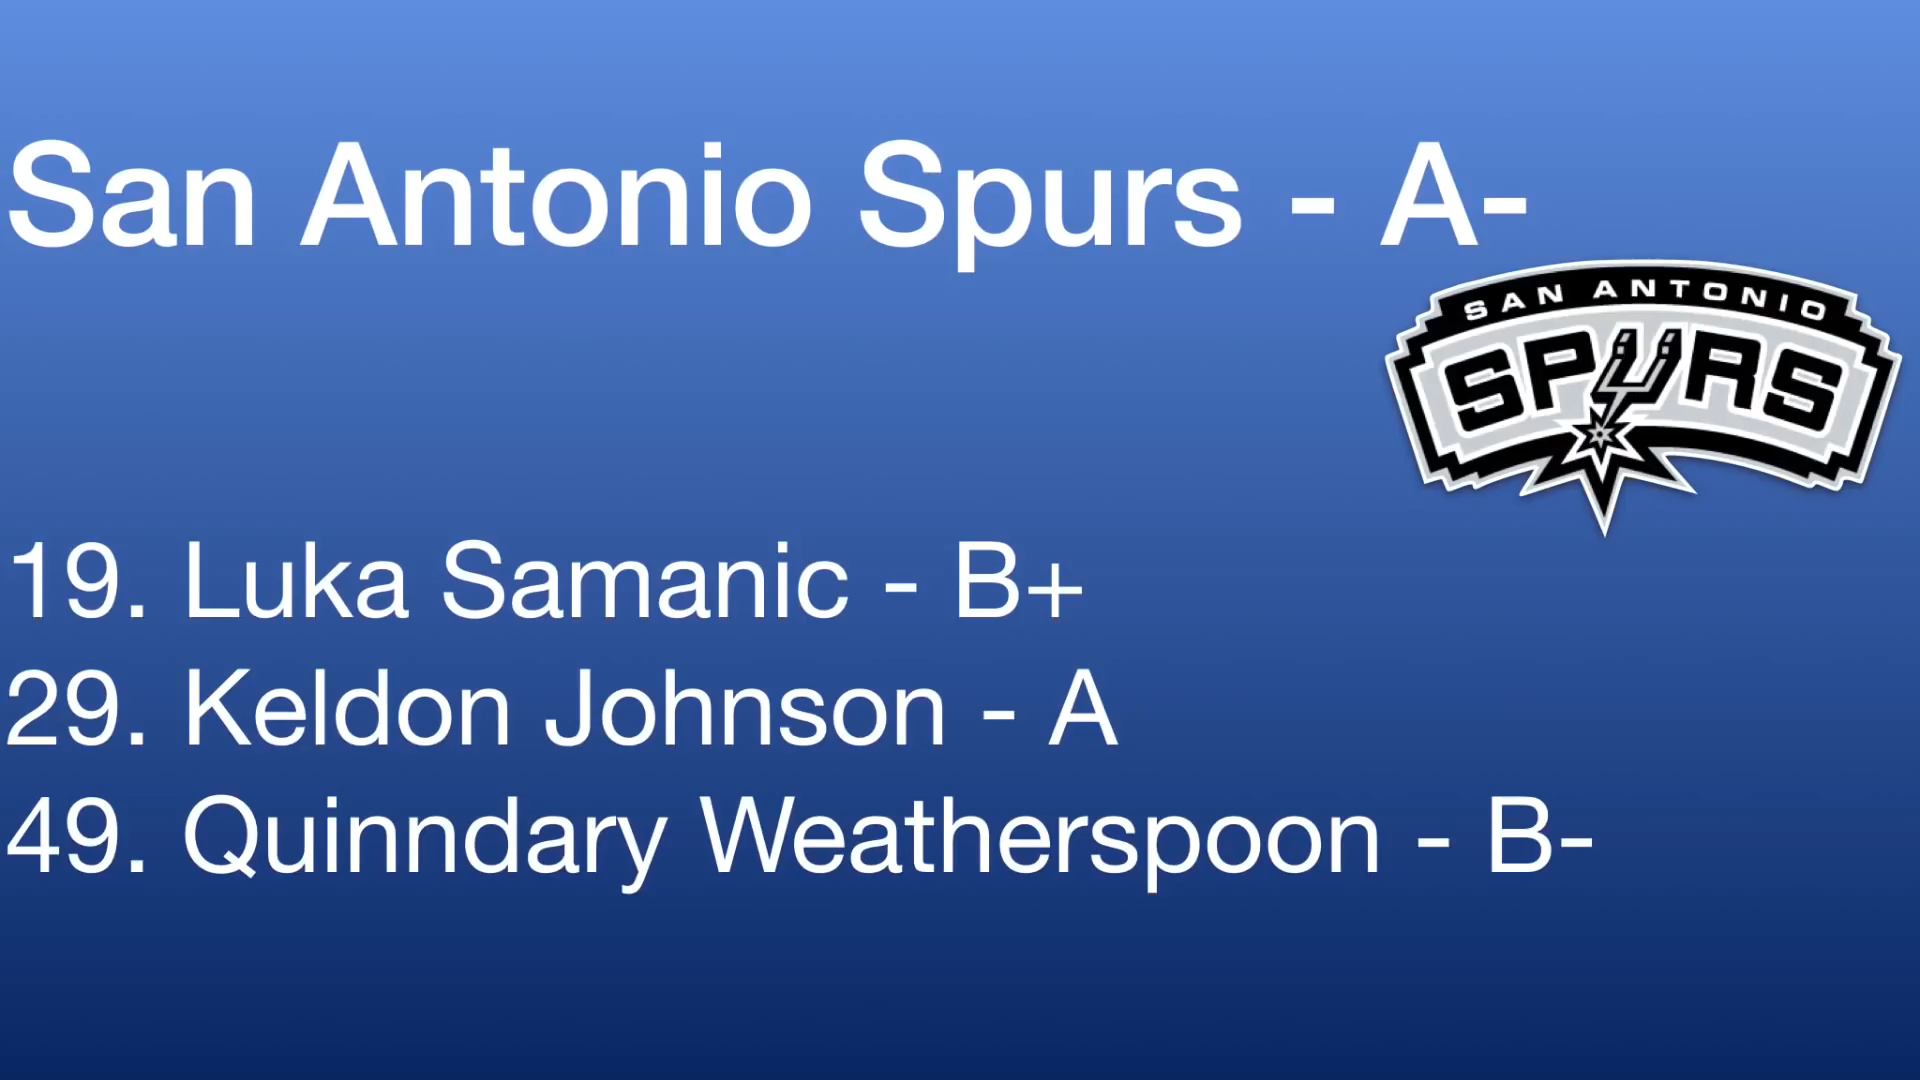 San Antonio Spurs - A-
SAN ANTONIO
SPURS
19. Luka Samanic - B+
29. Keldon Johnson - A
49. Quinndary Weatherspoon - B-